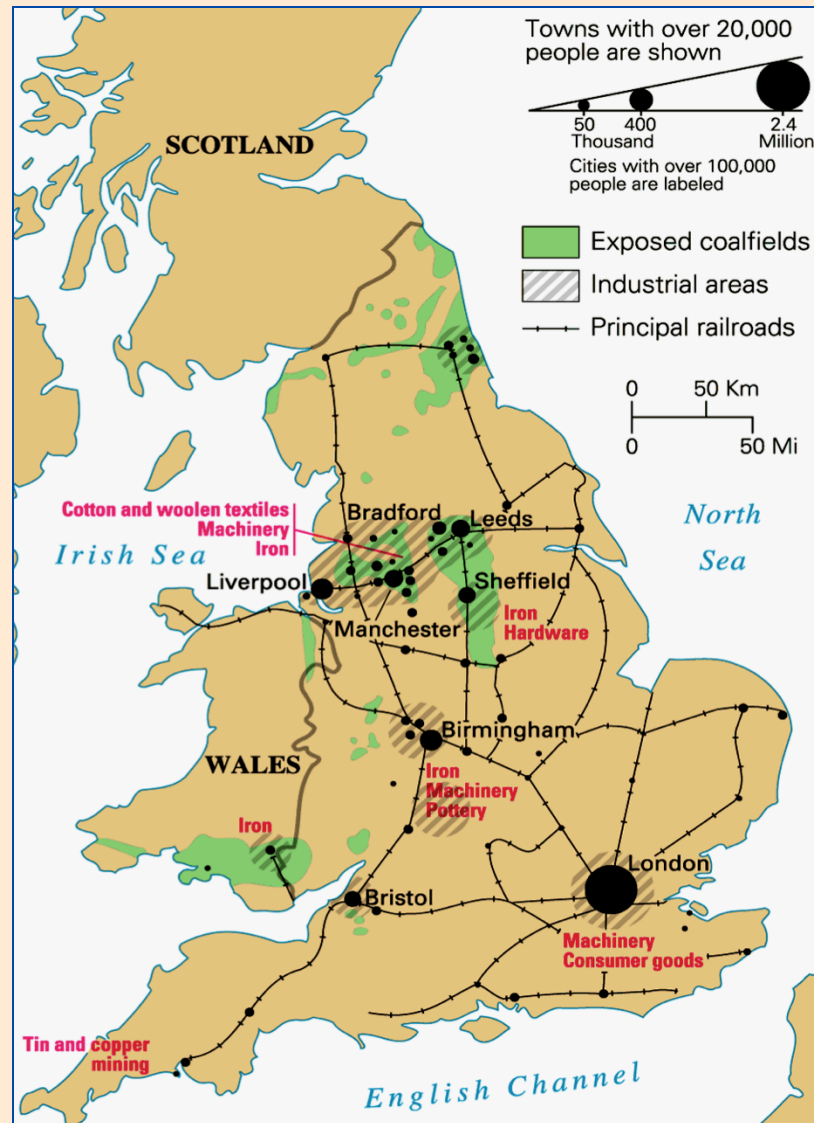 Towns with over 20,000
people are shown
50
Thousand
400
2.4
Million
Cities with over 100,000
people are labeled
Exposed coalfields
Industrial areas
Principal railroads
0 50 Km
0 50 Mi
SCOTLAND
North
Sea
Irish Sea
Cotton and woolen textiles
Machinery
Iron
Bradford
Leeds
Liverpool
Sheffield
Manchester
Iron
Hardware
Birmingham
WALES
Iron
Machinery
Pottery
Iron
London
Bristol
Machinery
Consumer goods
Tin and copper
mining
English Channel